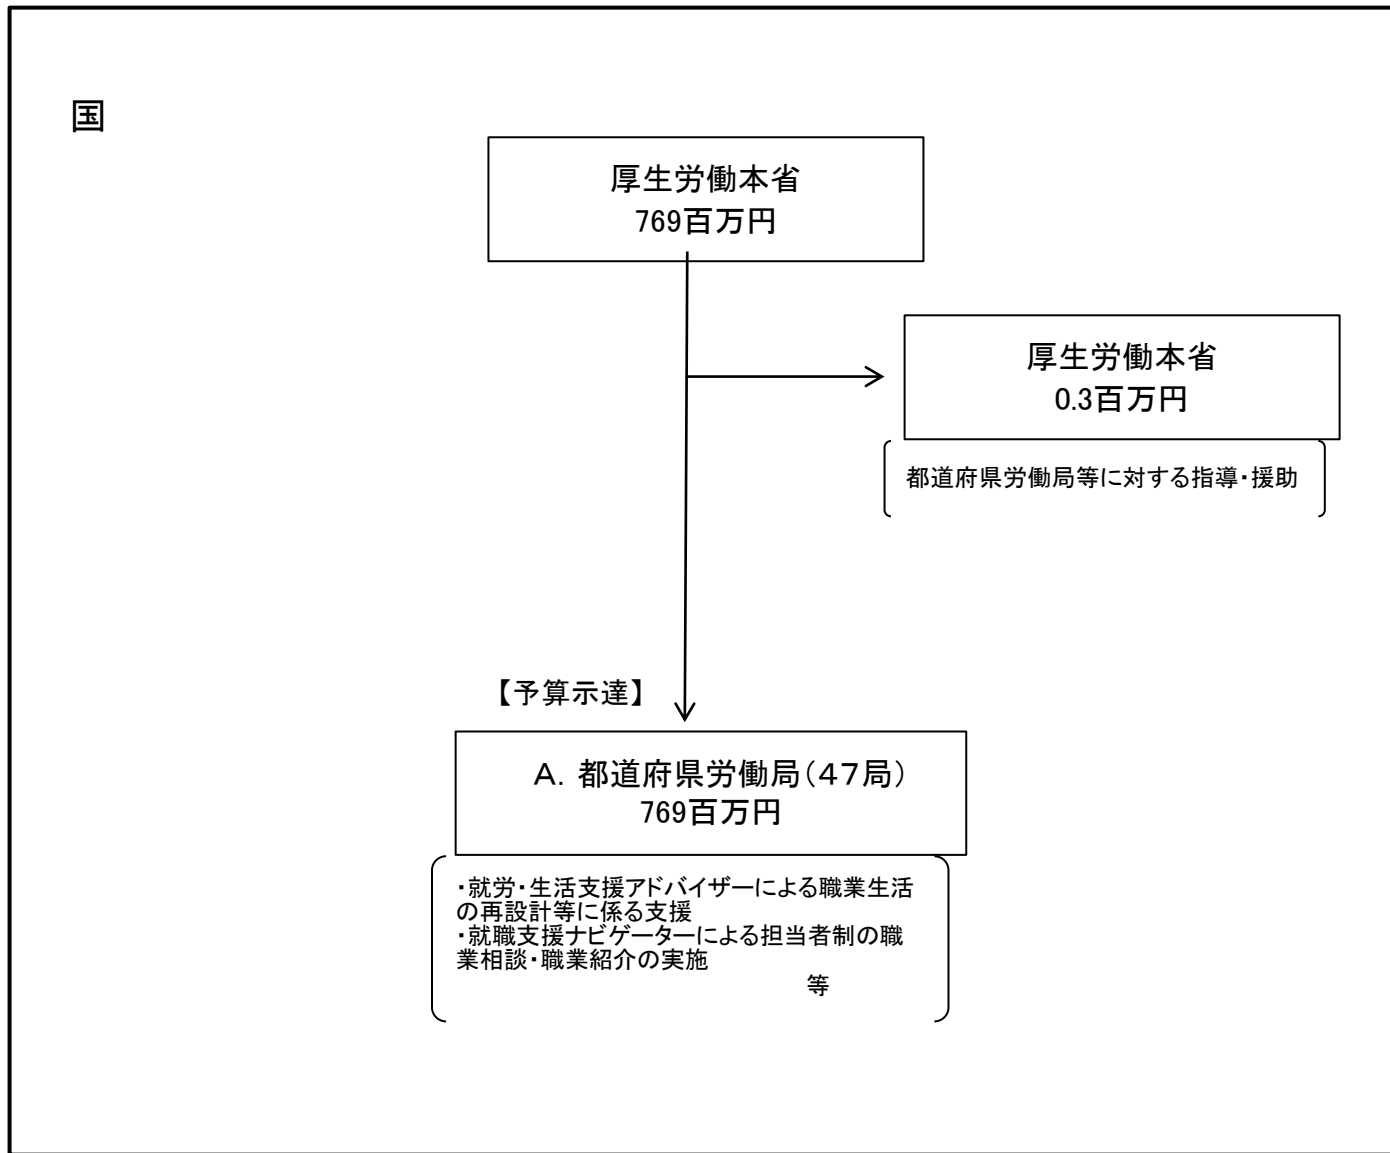 国
厚生労働本省
769百万円
厚生労働本省
0.3百万円
都道府県労働局等に対する指導・援助
【予算示達】
A. 都道府県労働局(47局)
769百万円
・就労・生活支援アドバイザーによる職業生活
の再設計等に係る支援
・就職支援ナビゲーターによる担当者制の職
業相談・職業紹介の実施
等